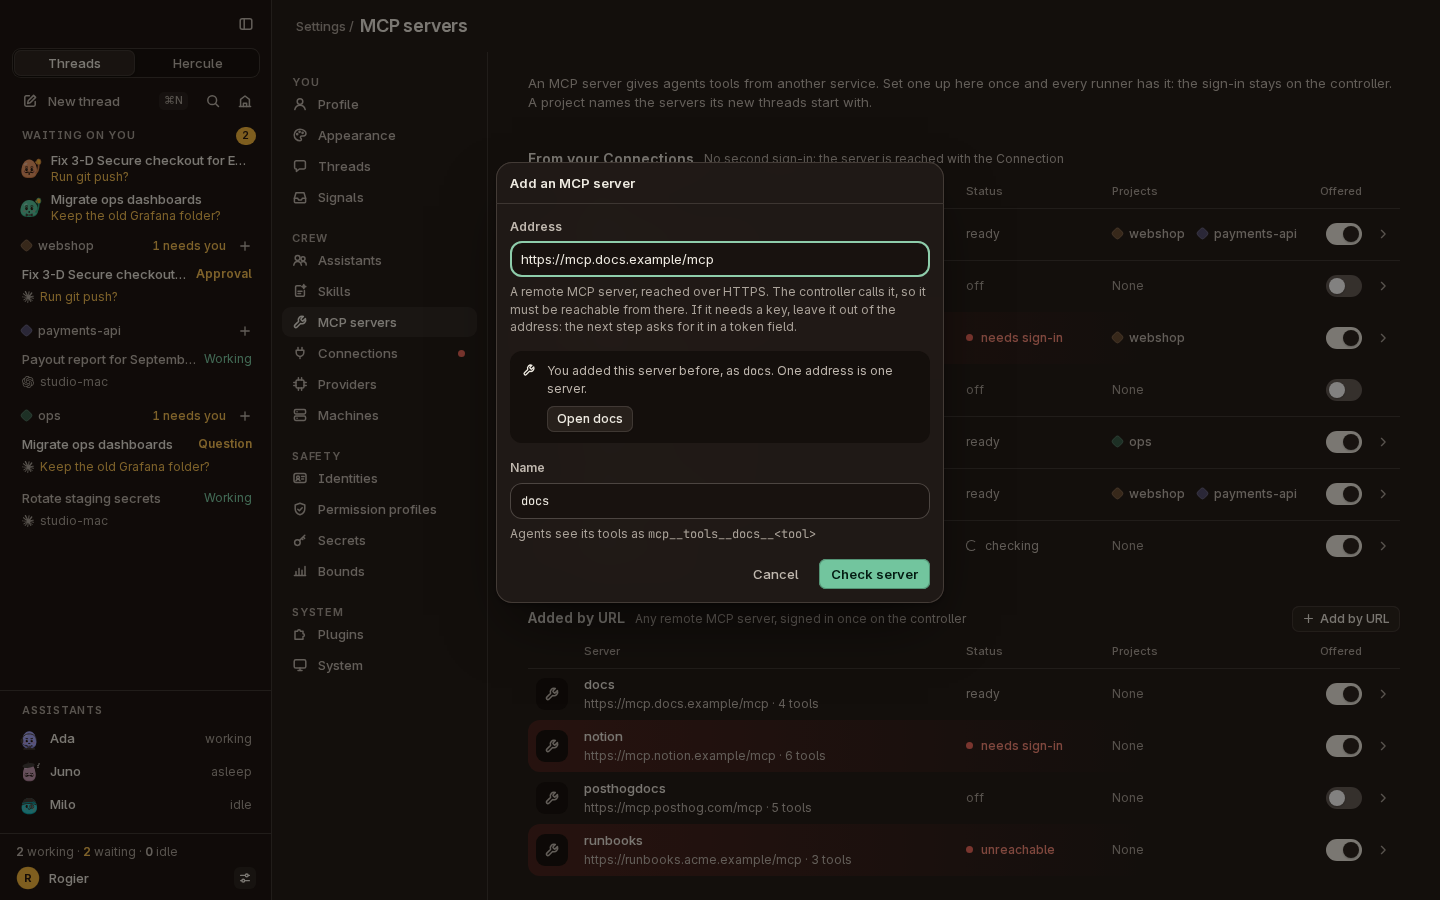 Settings / MCP servers
Threads
Hercule
New thread
⌘N
WAITING ON YOU
2
Fix 3-D Secure checkout for E…
Run git push?
Migrate ops dashboards
Keep the old Grafana folder?
webshop
1 needs you
Fix 3-D Secure checkout…
Approval
Run git push?
payments-api
Payout report for Septemb…
Working
studio-mac
ops
1 needs you
Migrate ops dashboards
Question
Keep the old Grafana folder?
Rotate staging secrets
Working
studio-mac
ASSISTANTS
Ada
working
Juno
asleep
Milo
idle
2 working · 2 waiting · 0 idle
R
Rogier
YOU
Profile
Appearance
Threads
Signals
CREW
Assistants
Skills
MCP servers
Connections
Providers
Machines
SAFETY
Identities
Permission profiles
Secrets
Bounds
SYSTEM
Plugins
System
An MCP server gives agents tools from another service. Set one up here once and every runner has it: the sign-in stays on the controller.
A project names the servers its new threads start with.
From your Connections
No second sign-in: the server is reached with the Connection
Status
Projects
Offered
ready
webshop
payments-api
off
None
needs sign-in
webshop
off
None
ready
ops
ready
webshop
payments-api
checking
None
Add an MCP server
Address
https://mcp.docs.example/mcp
A remote MCP server, reached over HTTPS. The controller calls it, so it
must be reachable from there. If it needs a key, leave it out of the
address: the next step asks for it in a token field.
You added this server before, as docs. One address is one
server.
Open docs
Name
docs
Agents see its tools as mcp__tools__docs__<tool>
Cancel
Check server
Added by URL
Any remote MCP server, signed in once on the controller
Add by URL
Server
Status
Projects
Offered
docs
https://mcp.docs.example/mcp · 4 tools
ready
None
notion
https://mcp.notion.example/mcp · 6 tools
needs sign-in
None
posthogdocs
https://mcp.posthog.com/mcp · 5 tools
off
None
runbooks
https://runbooks.acme.example/mcp · 3 tools
unreachable
None